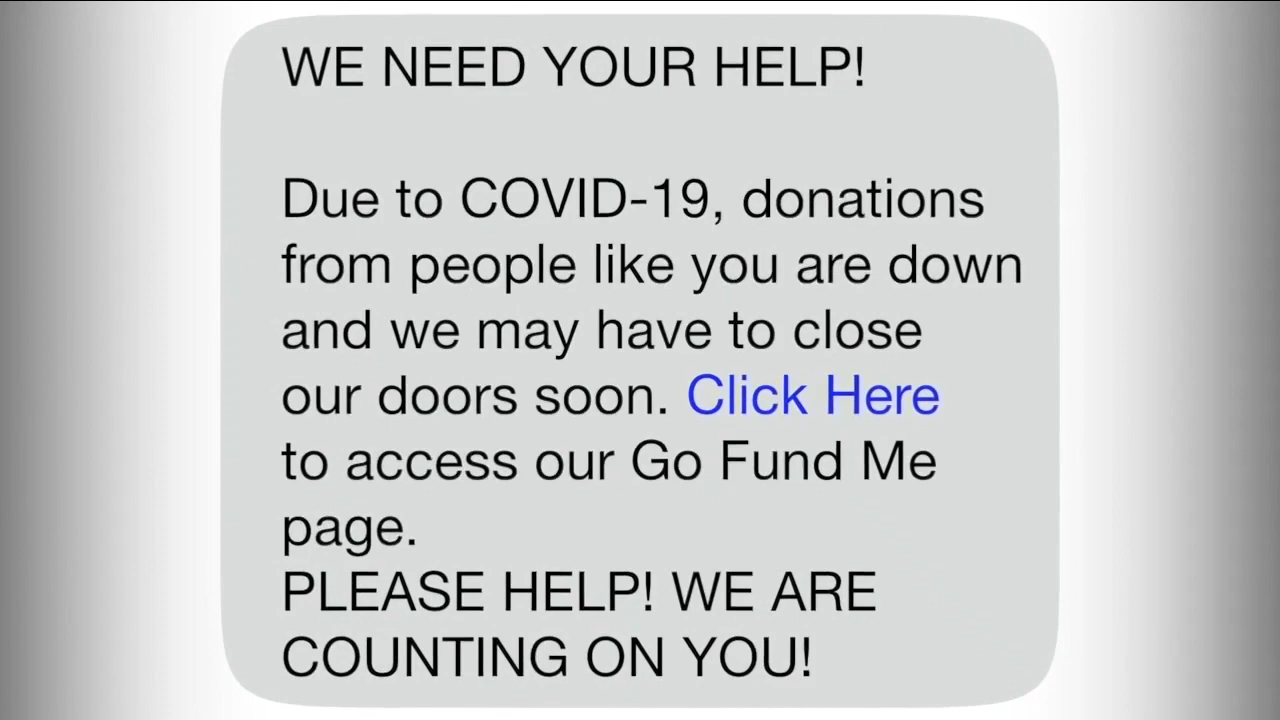 WE NEED YOUR HELP!
Due to COVID-19, donations
from people like you are down
and we may have to close
our doors soon. Click Here
to access our Go Fund Me
page.
PLEASE HELP! WE ARE
COUNTING ON YOU!